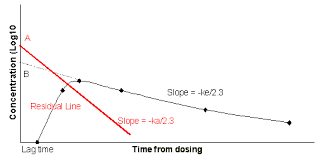 Concentration (Log10
A
B
Residual Line
Slope = -ke/2.3
Slope = -ka/2.3
Lag time
Time from dosing